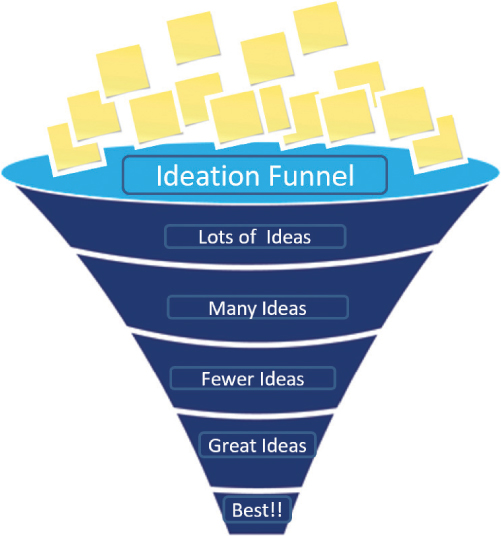 Ideation Funnel
Lots of  Ideas
Many Ideas
Fewer Ideas
Great Ideas
Best!!